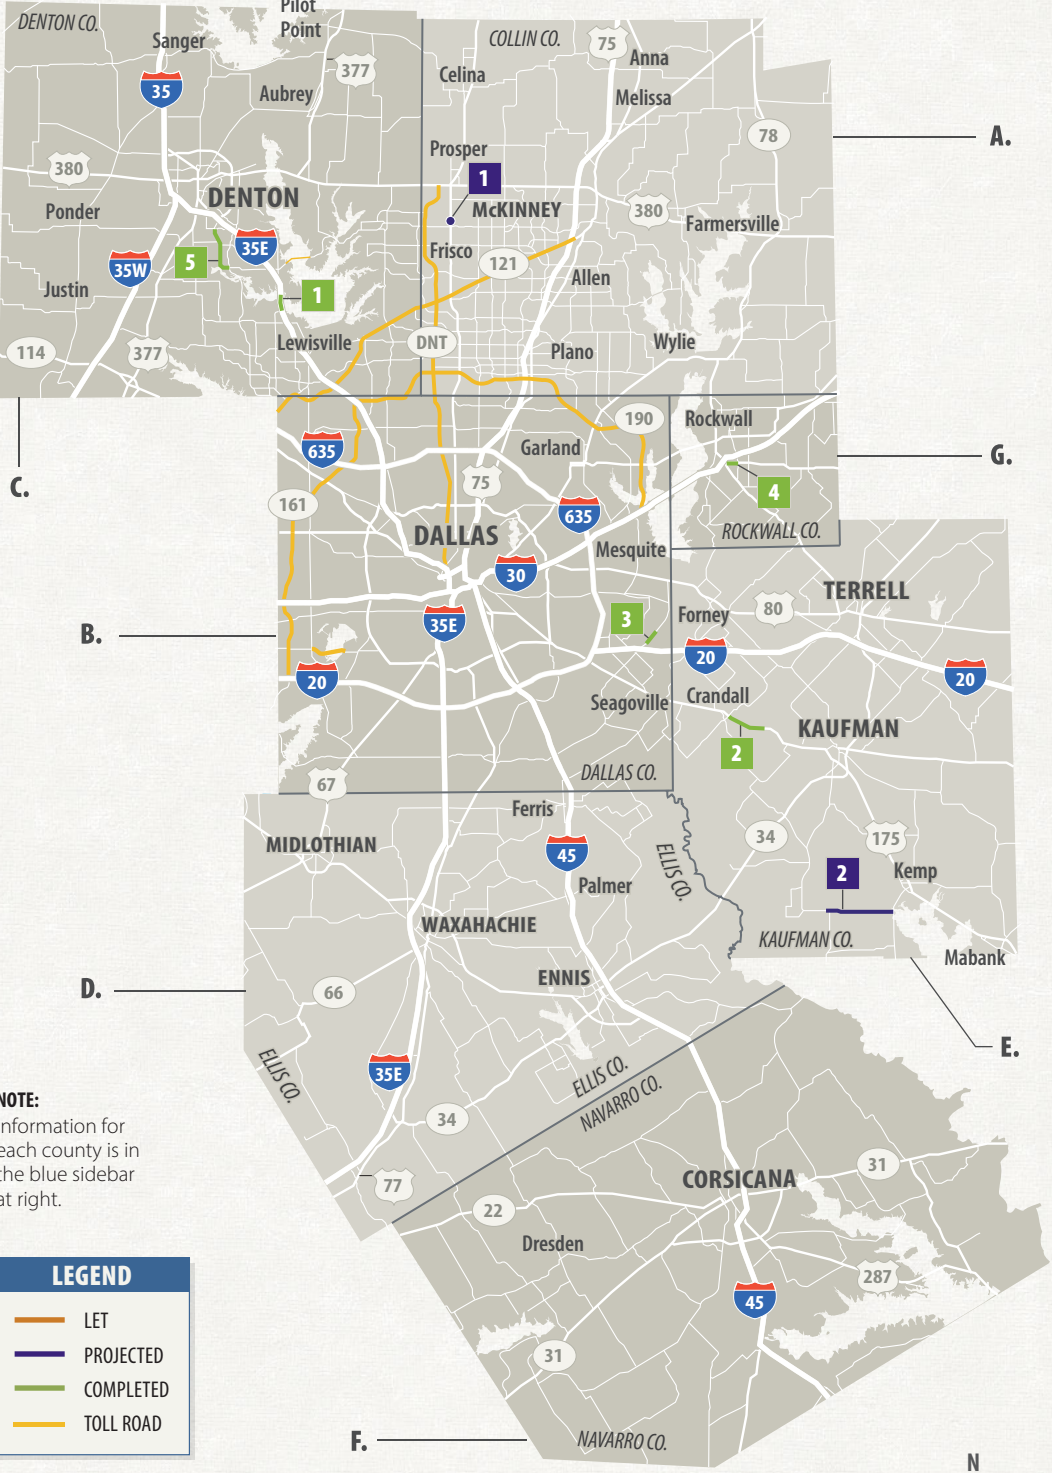 Pilot
Point
DENTON CO.
Sanger
COLLIN CO.
75
Anna
377
Celina
35
Aubrey
Melissa
78
A.
Prosper
380
1
DENTON
McKINNEY
380
Ponder
Farmersville
35E
Frisco
5
35W
121
Allen
Justin
1
Lewisville
DNT
Wylie
114
377
Plano
C.
190
Rockwall
635
Garland
G.
75
4
161
635
DALLAS
ROCKWALL CO.
Mesquite
30
TERRELL
80
3
Forney
35E
B.
20
20
20
Seagoville
Crandall
KAUFMAN
2
DALLAS CO.
67
Ferris
MIDLOTHIAN
34
175
45
ELLIS CO.
2
Kemp
Palmer
WAXAHACHIE
KAUFMAN CO.
Mabank
ENNIS
D.
66
E.
ELLIS CO.
35E
ELLIS CO.
NAVARRO CO.
NOTE:
nformation for
each county is in
the blue sidebar
at right.
34
31
77
CORSICANA
22
Dresden
287
45
LEGEND
LET
PROJECTED
COMPLETED
TOLL ROAD
31
F.
NAVARRO CO.
N